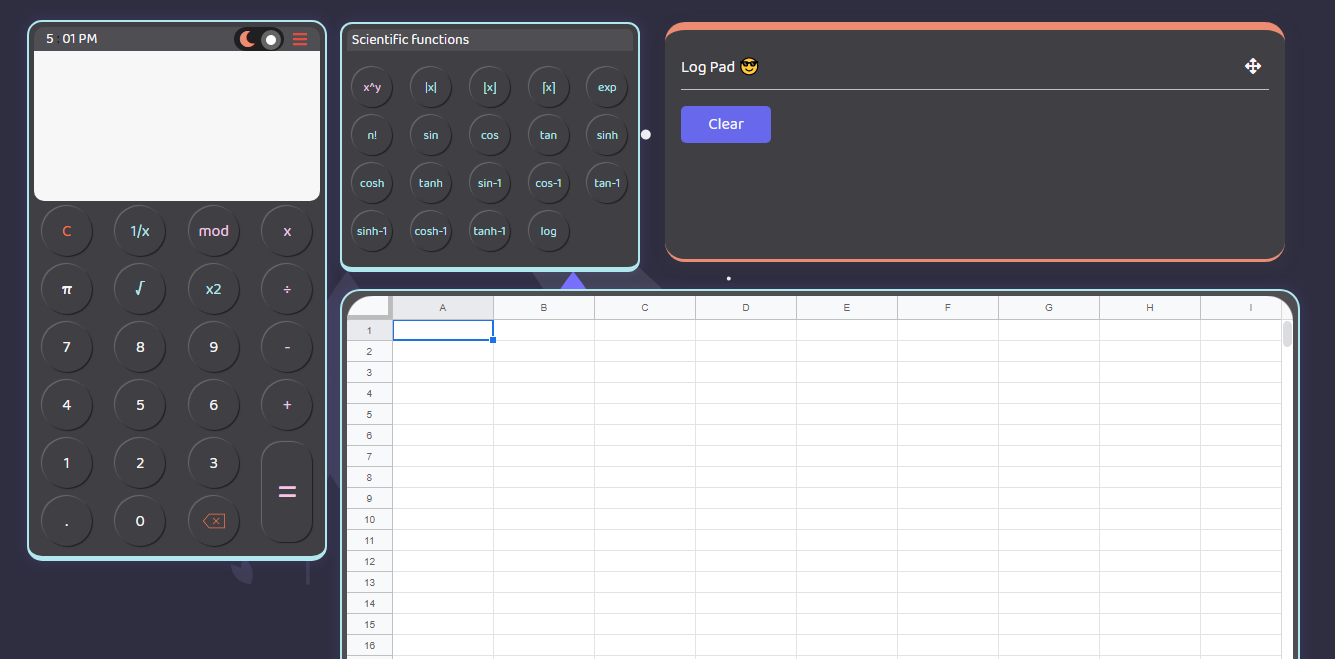 5 : 01 PM
C 1/x mod x
π √ x2 ÷
7 8 9 -
4 5 6 +
1 2 3 =
. 0
Scientific functions
x^y |x| ⌊x⌋ ⌈x⌉ exp
n! sin cos tan sinh
cosh tanh sin-1 cos-1 tan-1
sinh-1 cosh-1 tanh-1 log
Log Pad 😎
Clear
A B C D E F G H I
1
2
3
4
5
6
7
8
9
10
11
12
13
14
15
16